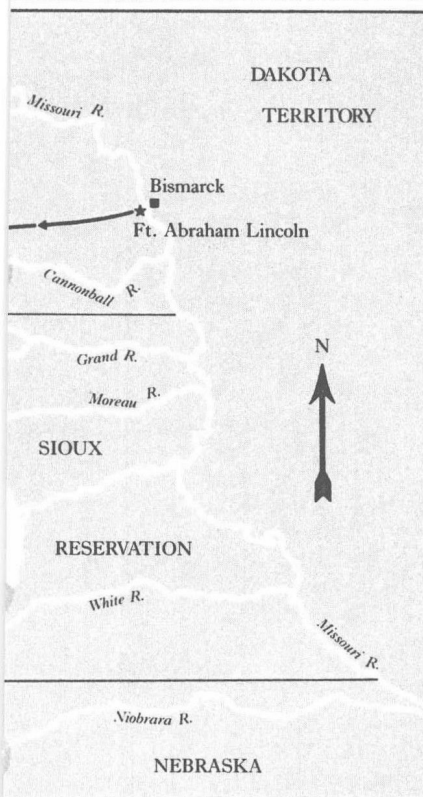 DAKOTA
TERRITORY
Missouri R.
Bismarck
Ft. Abraham Lincoln
Cannonball R.
N
Grand R.
Moreau R.
SIOUX
RESERVATION
White R.
Missouri R.
Niobrara R.
NEBRASKA